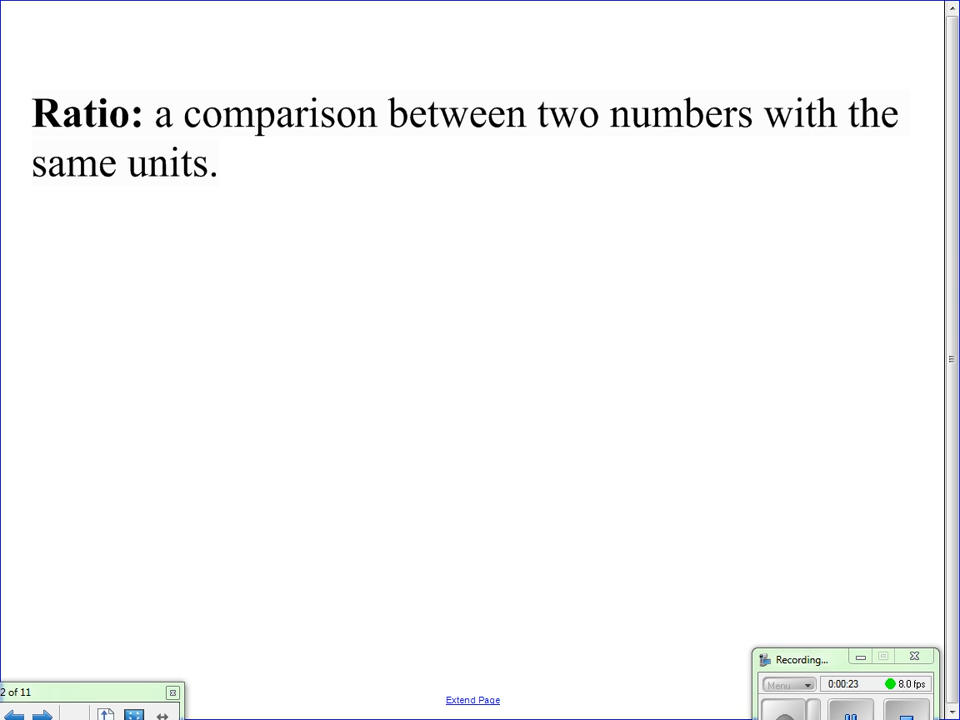 Ratio: a comparison between two numbers with the
same units.
Recording...
Menu
0:00:23
8.0 fps
2 of 11
Extend Page